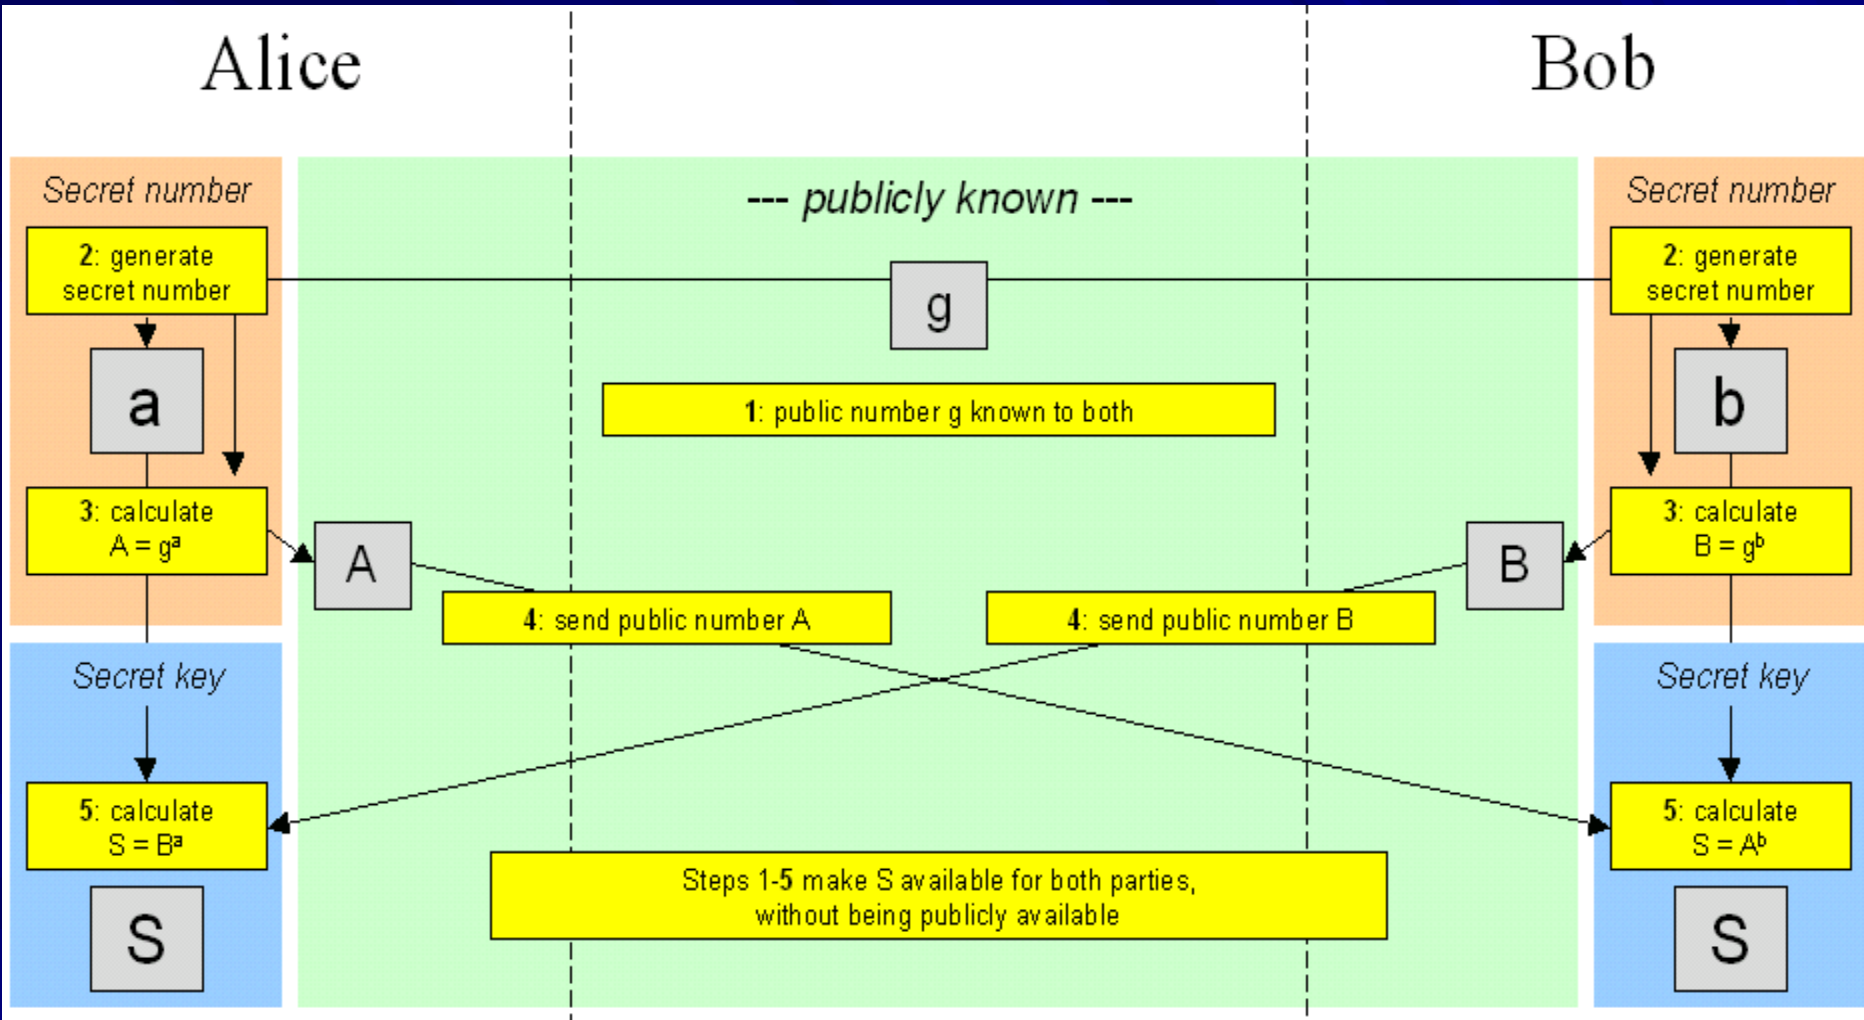 Alice
Bob
Secret number
--- publicly known ---
Secret number
2: generate
secret number
g
2: generate
secret number
a
1: public number g known to both
b
3: calculate
A = gᵃ
A
B
3: calculate
B = gᵇ
4: send public number A
4: send public number B
Secret key
Secret key
5: calculate
S = Bᵃ
5: calculate
S = Aᵇ
Steps 1-5 make S available for both parties,
without being publicly available
S
S